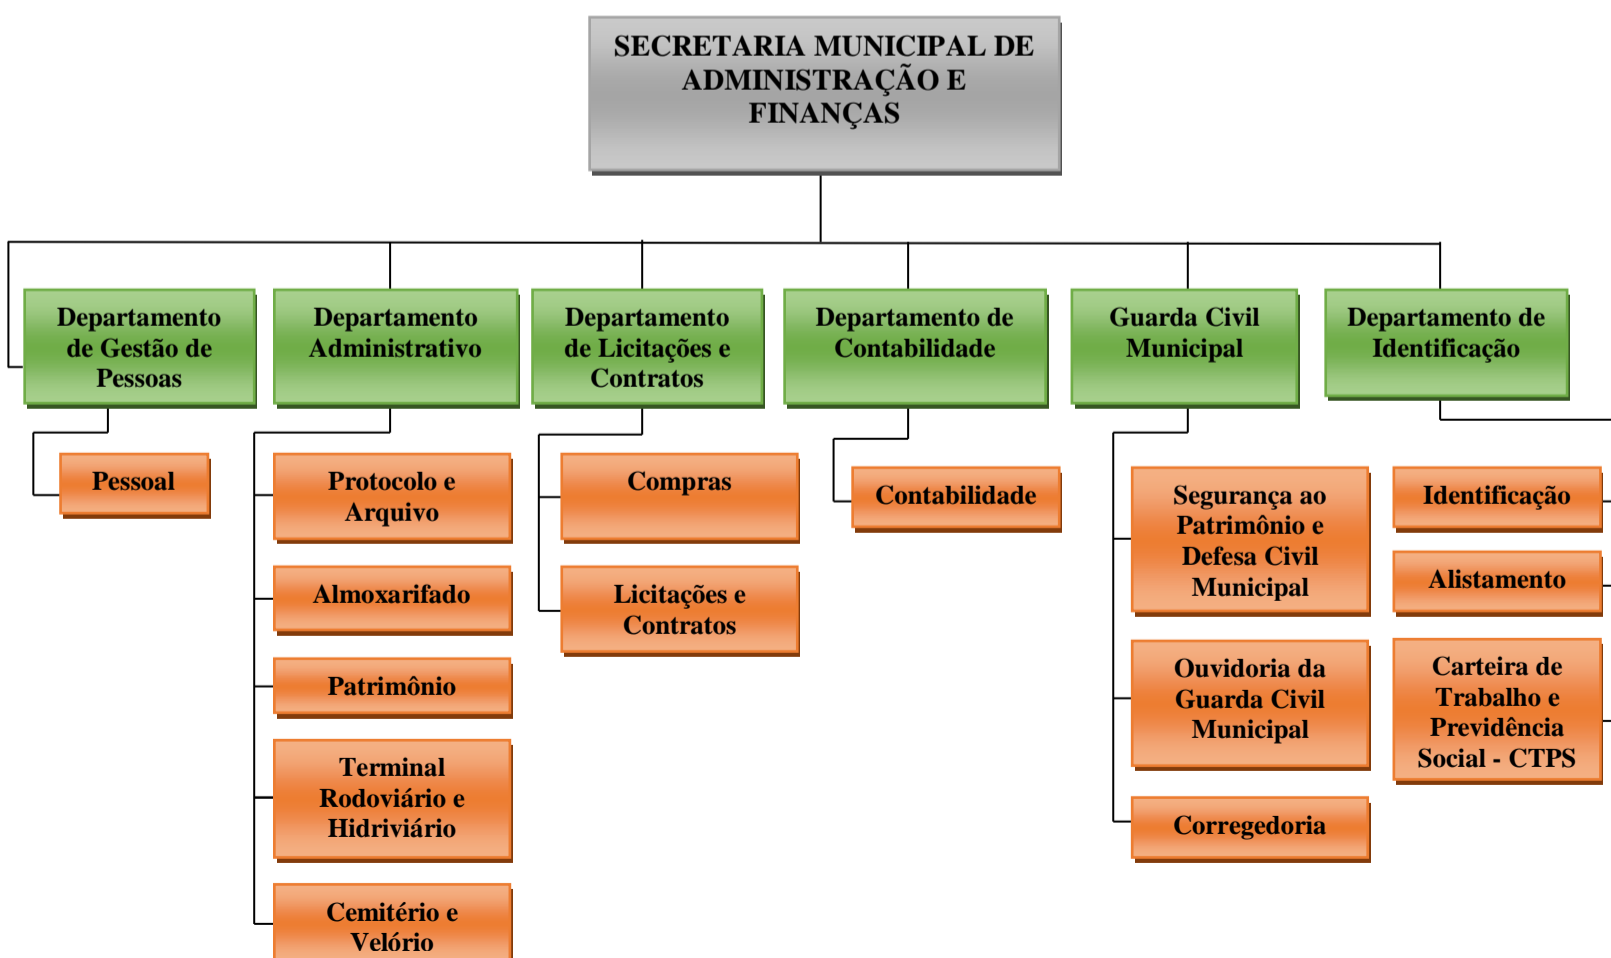 SECRETARIA MUNICIPAL DE
ADMINISTRAÇÃO E
FINANÇAS
Departamento
de Gestão de
Pessoas
Departamento
Administrativo
Departamento
de Licitações e
Contratos
Departamento de
Contabilidade
Guarda Civil
Municipal
Departamento de
Identificação
Pessoal
Protocolo e
Arquivo
Almoxarifado
Patrimônio
Terminal
Rodoviário e
Hidriviário
Cemitério e
Velório
Compras
Licitações e
Contratos
Contabilidade
Segurança ao
Patrimônio e
Defesa Civil
Municipal
Ouvidoria da
Guarda Civil
Municipal
Corregedoria
Identificação
Alistamento
Carteira de
Trabalho e
Previdência
Social - CTPS